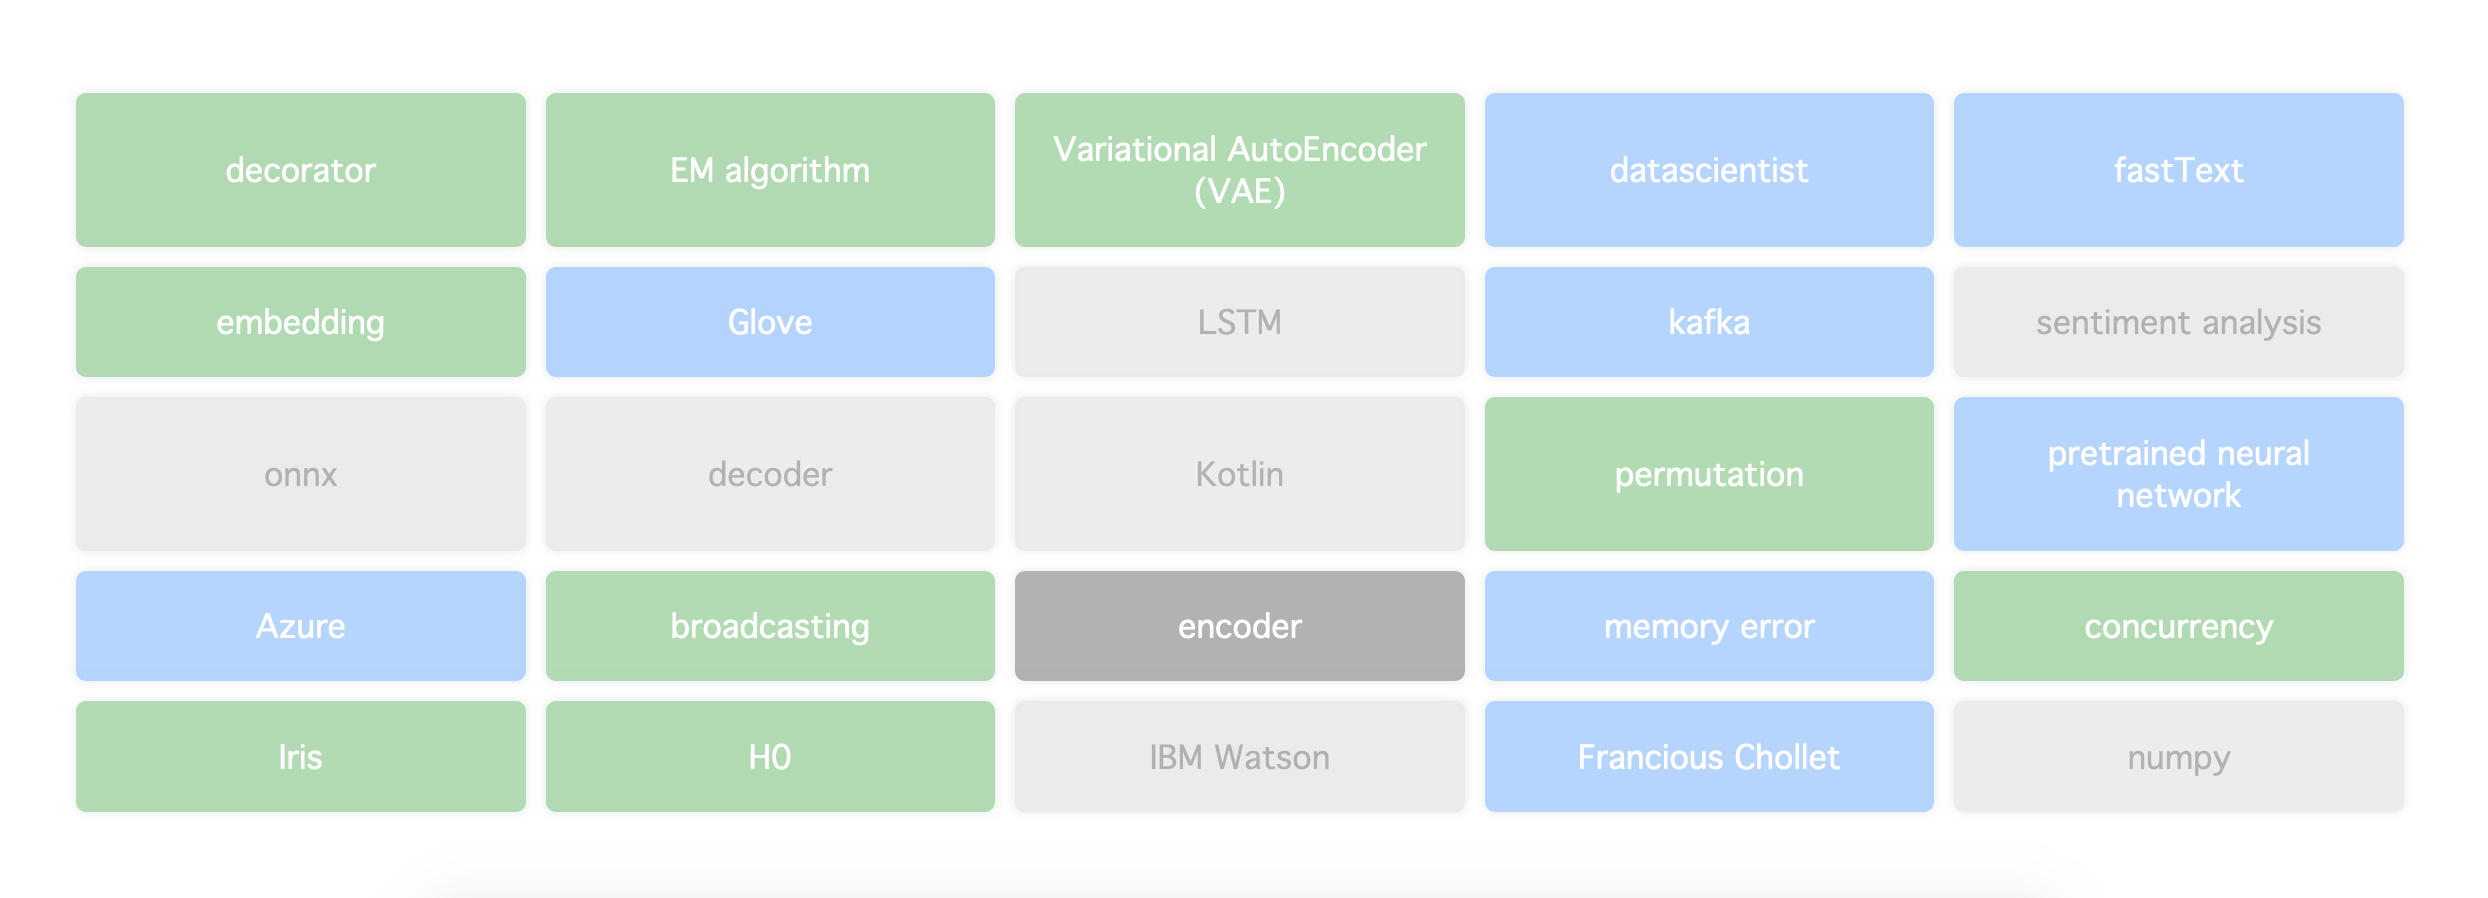 decorator
EM algorithm
Variational AutoEncoder
(VAE)
datascientist
fastText
embedding
Glove
LSTM
kafka
sentiment analysis
onnx
decoder
Kotlin
permutation
pretrained neural
network
Azure
broadcasting
encoder
memory error
concurrency
Iris
H0
IBM Watson
Francious Chollet
numpy